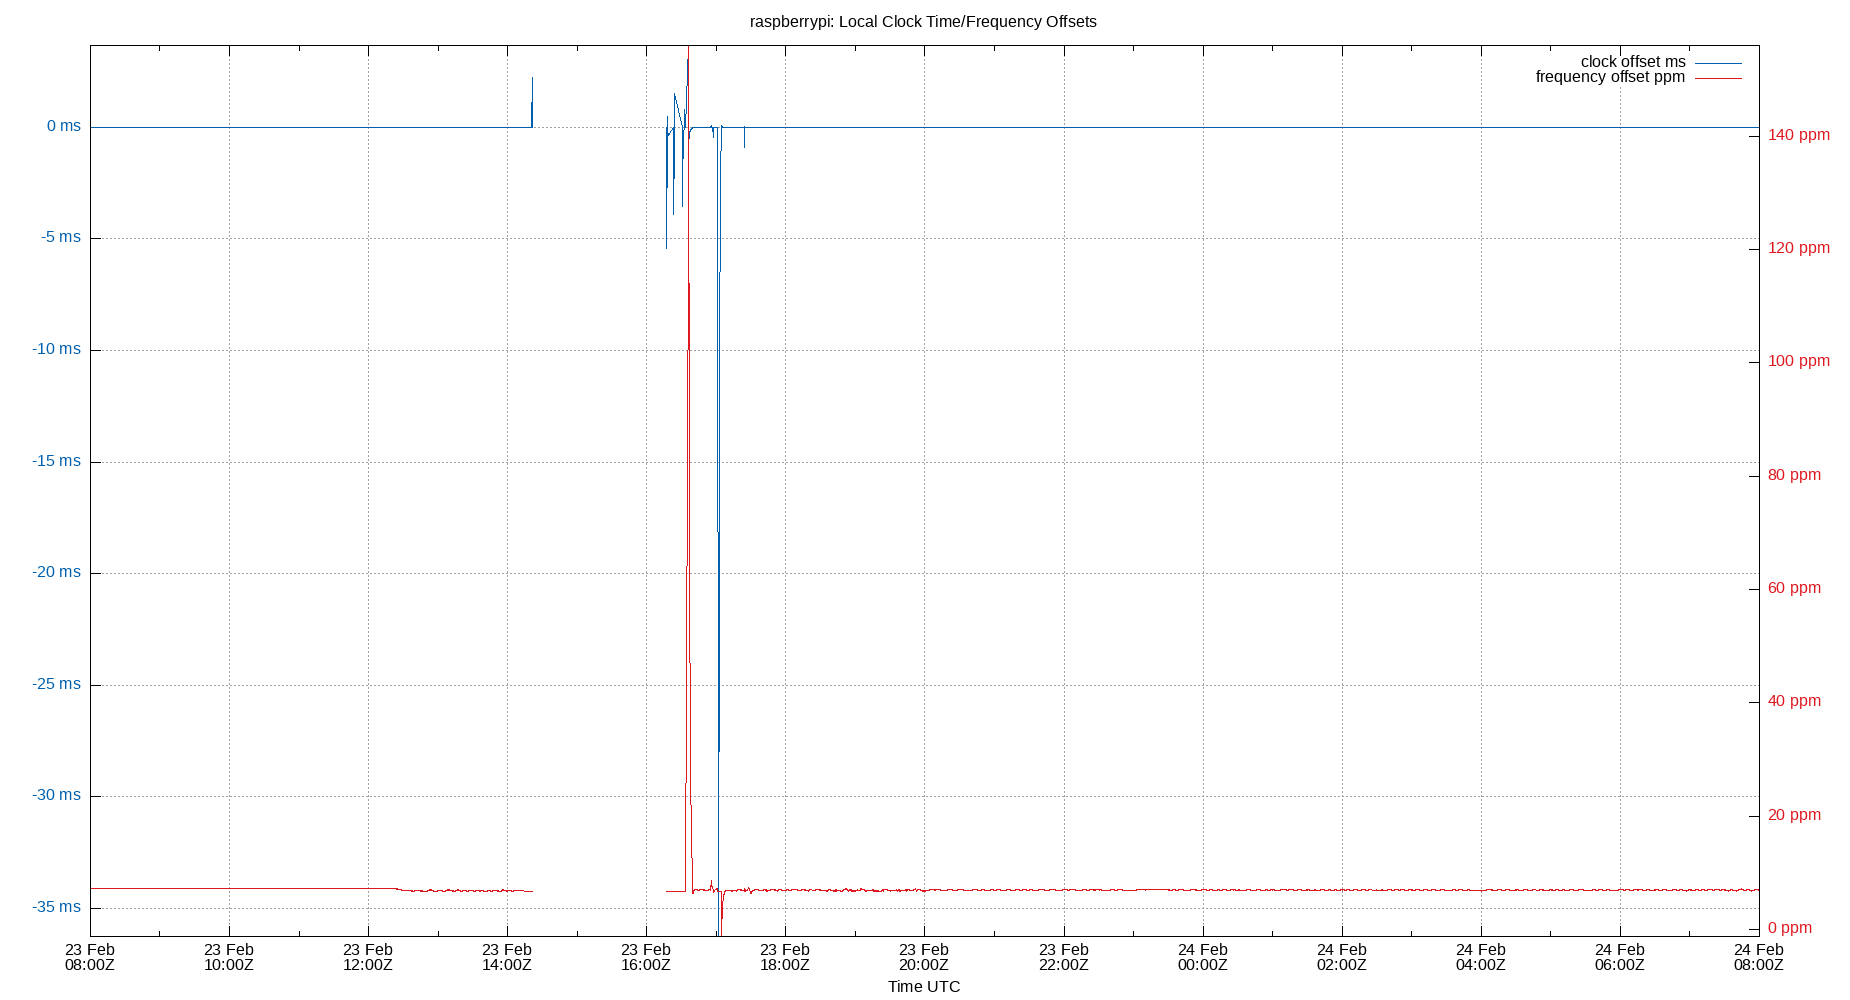 raspberrypi: Local Clock Time/Frequency Offsets
clock offset ms
frequency offset ppm
0 ms
-5 ms
-10 ms
-15 ms
-20 ms
-25 ms
-30 ms
-35 ms
140 ppm
120 ppm
100 ppm
80 ppm
60 ppm
40 ppm
20 ppm
0 ppm
23 Feb 23 Feb 23 Feb 23 Feb 23 Feb 23 Feb 23 Feb 23 Feb 24 Feb 24 Feb 24 Feb 24 Feb 24 Feb
08:00Z 10:00Z 12:00Z 14:00Z 16:00Z 18:00Z 20:00Z 22:00Z 00:00Z 02:00Z 04:00Z 06:00Z 08:00Z
Time UTC